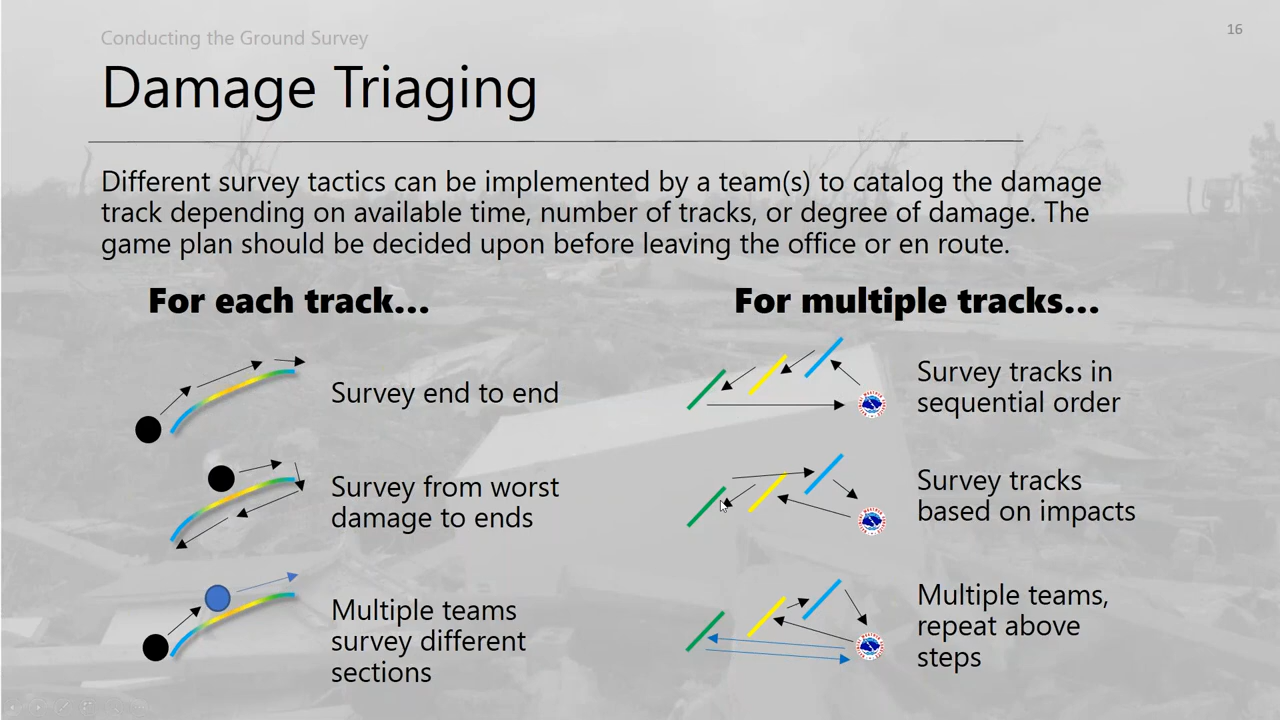 Conducting the Ground Survey
16
Damage Triaging
Different survey tactics can be implemented by a team(s) to catalog the damage
track depending on available time, number of tracks, or degree of damage. The
game plan should be decided upon before leaving the office or en route.
For each track...
Survey end to end
Survey from worst
damage to ends
Multiple teams
survey different
sections
For multiple tracks...
Survey tracks in
sequential order
Survey tracks
based on impacts
Multiple teams,
repeat above
steps